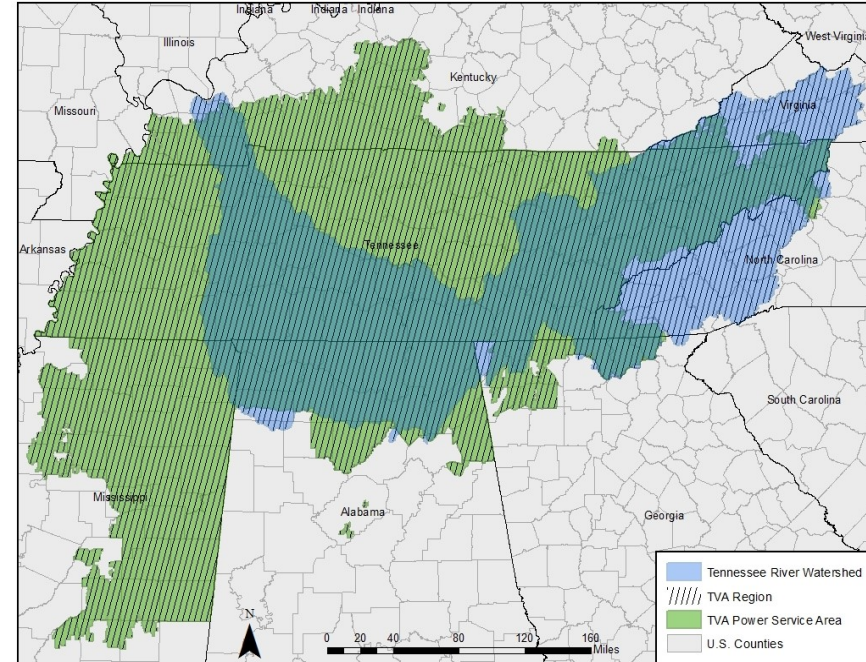 Indiana
Indiana
Indiana
West Virginia
Illinois
Kentucky
Virginia
Missouri
Arkansas
Tennessee
North Carolina
South Carolina
Mississippi
Alabama
Georgia
Tennessee River Watershed
TVA Region
TVA Power Service Area
U.S. Counties
N
0 20 40 80 120 160
Miles